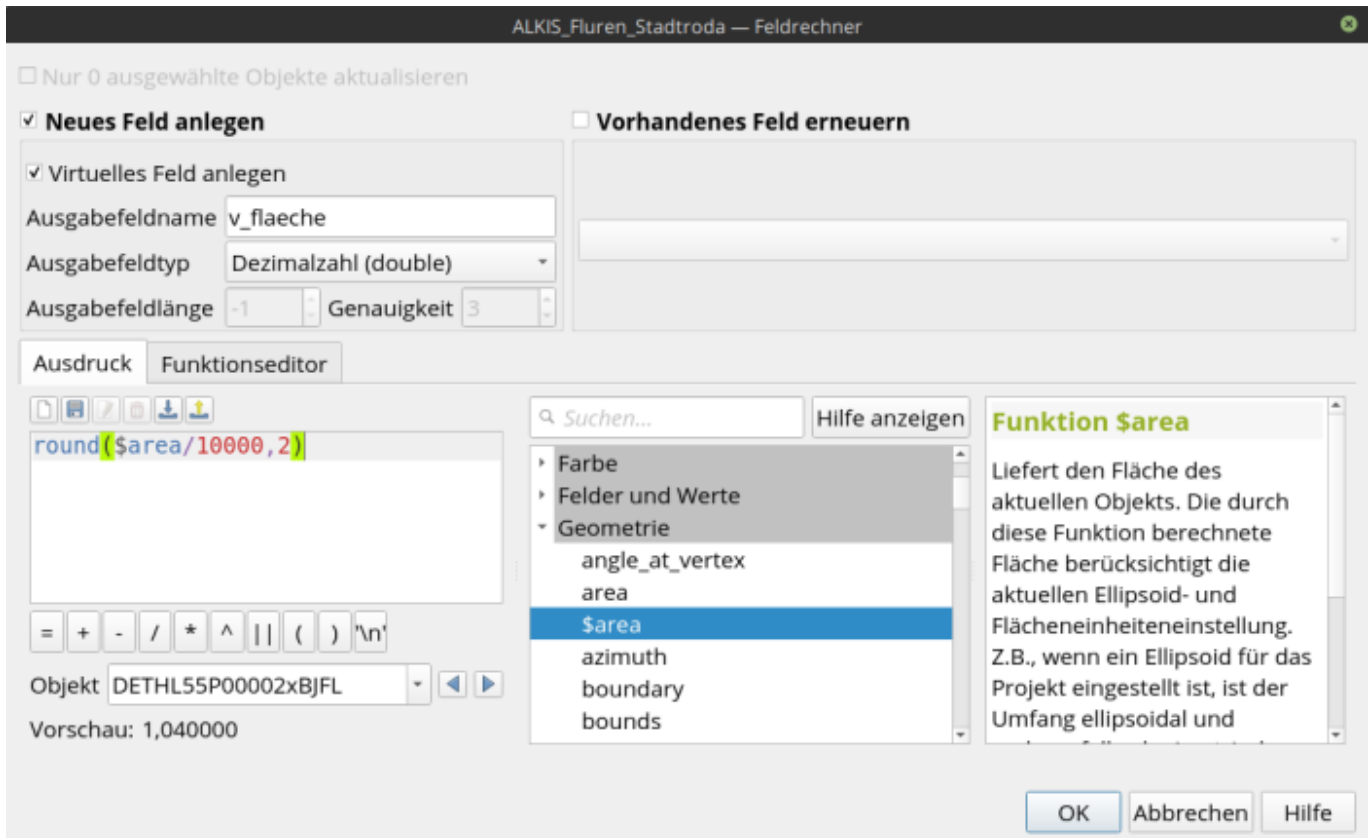 ALKIS_Fluren_Stadtroda — Feldrechner
Nur 0 ausgewählte Objekte aktualisieren
Neues Feld anlegen
Vorhandenes Feld erneuern
Virtuelles Feld anlegen
Ausgabefeldname v_flaeche
Ausgabefeldtyp Dezimalzahl (double)
Ausgabefeldlänge -1 Genauigkeit 3
Ausdruck Funktionseditor
round($area/10000,2)
= + - / * ^ || ( ) '\n'
Objekt DETHL55P00002xBJFL
Vorschau: 1,040000
Suchen... Hilfe anzeigen
Farbe
Felder und Werte
Geometrie
angle_at_vertex
area
$area
azimuth
boundary
bounds
Funktion $area
Liefert den Fläche des
aktuellen Objekts. Die durch
diese Funktion berechnete
Fläche berücksichtigt die
aktuellen Ellipsoid- und
Flächeneinheiteneinstellung.
Z.B., wenn ein Ellipsoid für das
Projekt eingestellt ist, ist der
Umfang ellipsoidal und
OK Abbrechen Hilfe